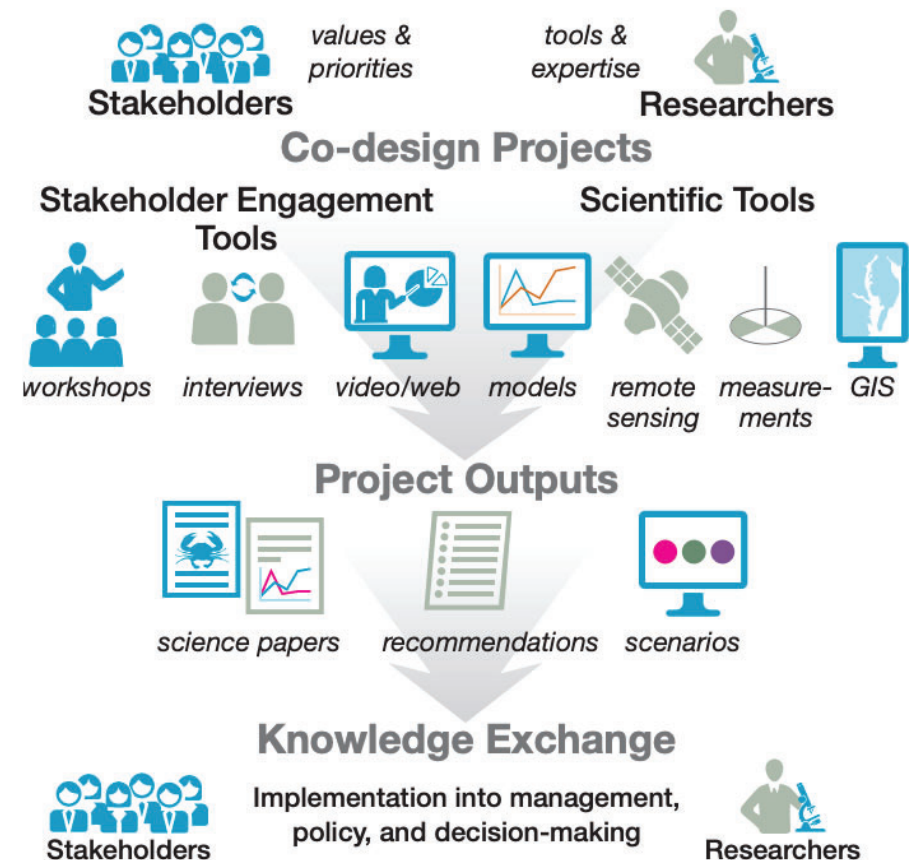 values &
priorities
tools &
expertise
Stakeholders
Researchers
Co-design Projects
Stakeholder Engagement
Tools
Scientific Tools
workshops
interviews
video/web
models
remote
sensing
measure-
ments
GIS
Project Outputs
science papers
recommendations
scenarios
Knowledge Exchange
Implementation into management,
policy, and decision-making
Stakeholders
Researchers